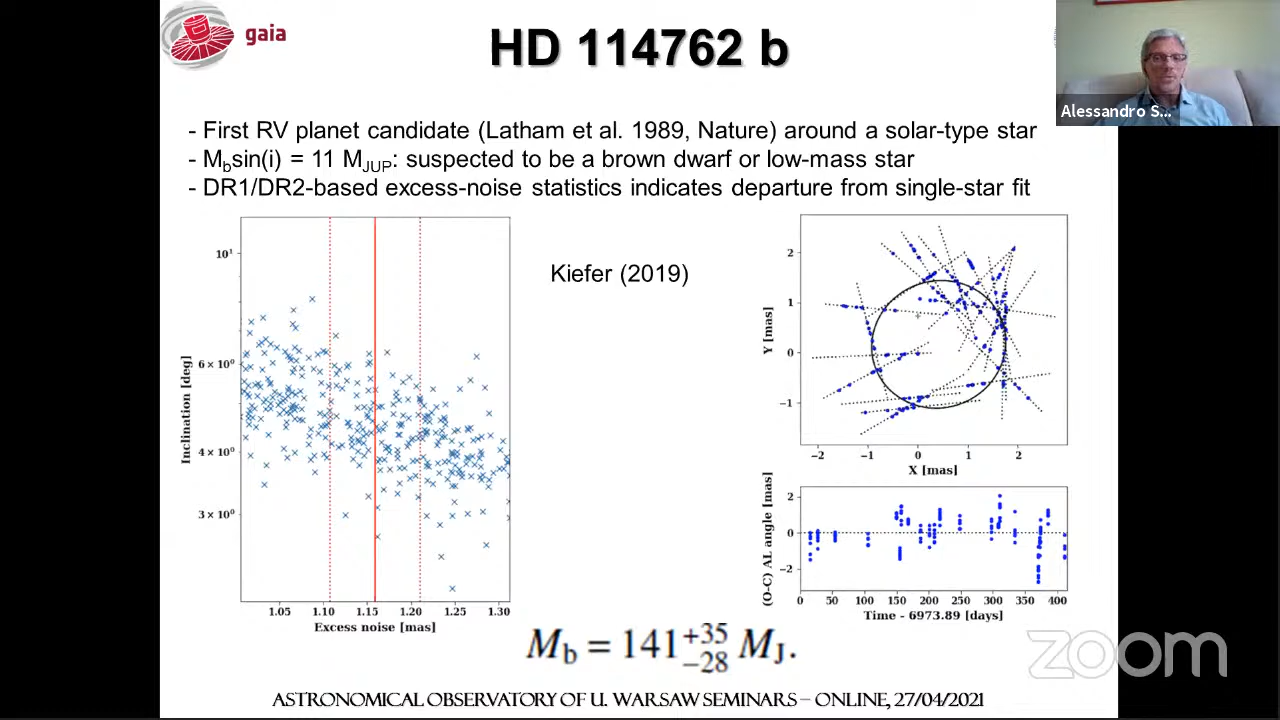 gaia
HD 114762 b
Alessandro S...
- First RV planet candidate (Latham et al. 1989, Nature) around a solar-type star
- Mbsin(i) = 11 MJUP: suspected to be a brown dwarf or low-mass star
- DR1/DR2-based excess-noise statistics indicates departure from single-star fit
Kiefer (2019)
10¹
6 × 10⁰
4 × 10⁰
3 × 10⁰
Inclination [deg]
1.05 1.10 1.15 1.20 1.25 1.30
Excess noise [mas]
2
1
0
−1
Y [mas]
−2 −1 0 1 2
X [mas]
2
0
−2
(O-C) AL angle [mas]
0 50 100 150 200 250 300 350 400
Time - 6973.89 [days]
Mb = 141+35−28 MJ.
zoom
ASTRONOMICAL OBSERVATORY OF U. WARSAW SEMINARS – ONLINE, 27/04/2021